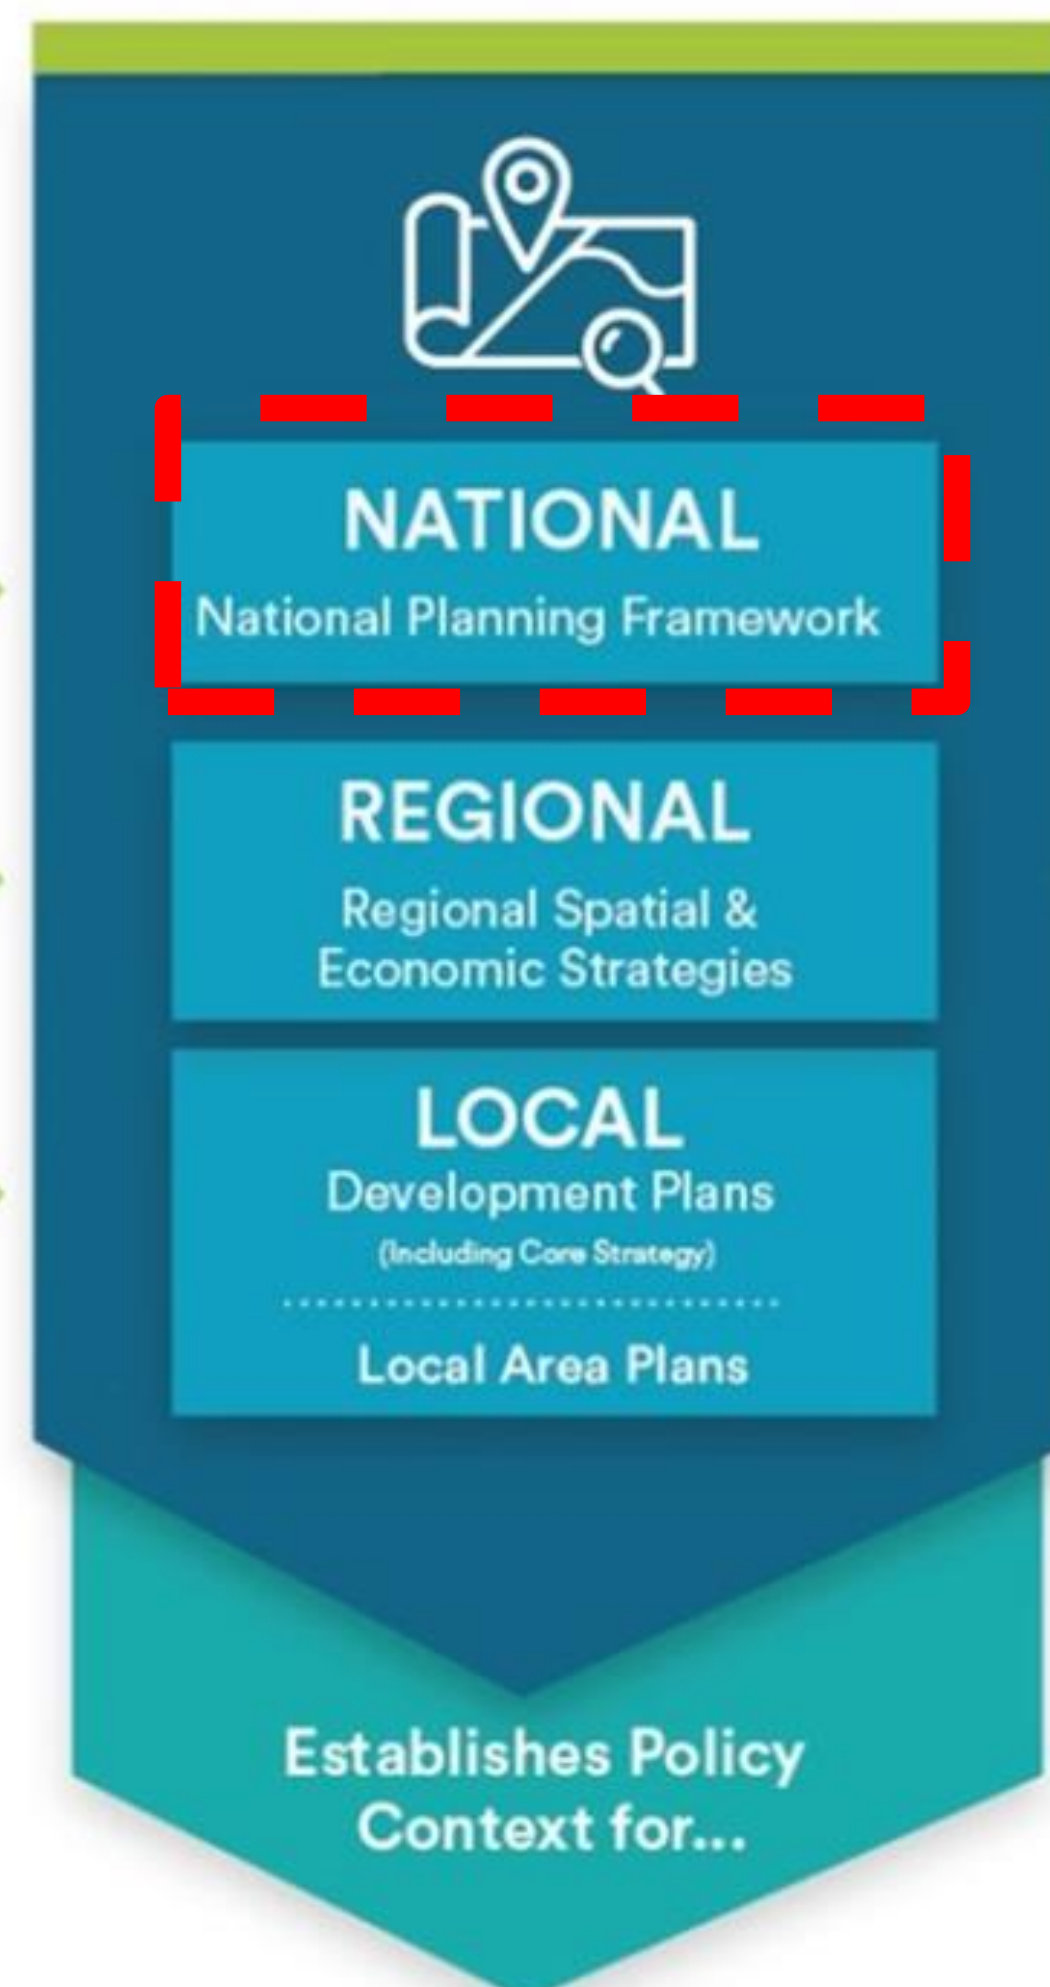 NATIONAL
National Planning Framework
REGIONAL
Regional Spatial &
Economic Strategies
LOCAL
Development Plans
(Including Core Strategy)
Local Area Plans
Establishes Policy
Context for...